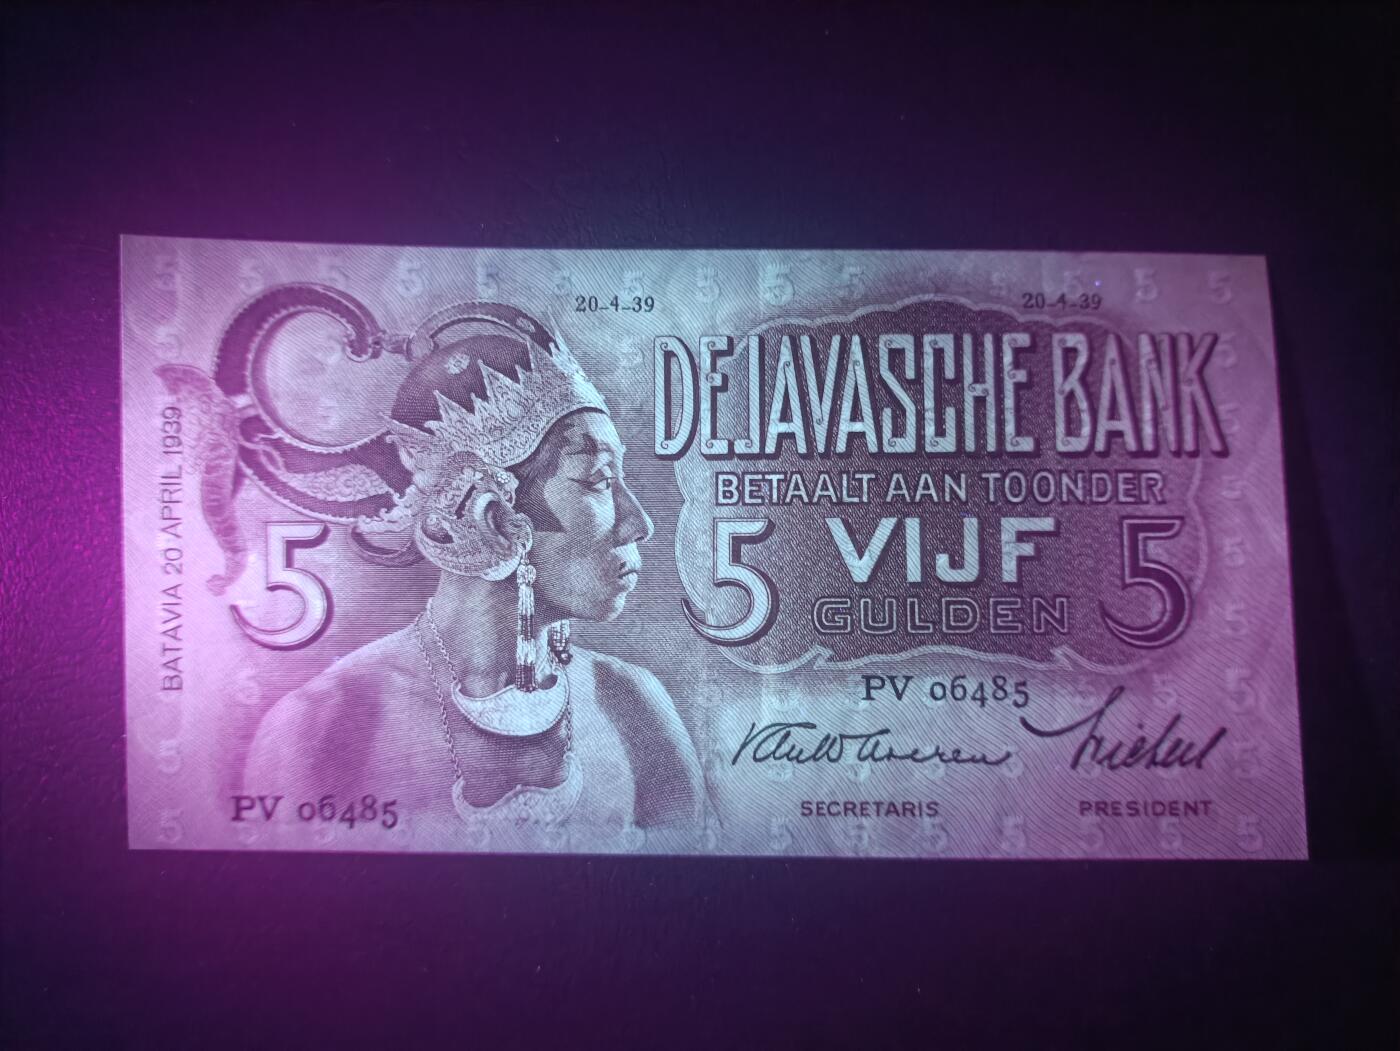 20-4-39
20-4-39
DE JAVASCHE BANK
BETAALT AAN TOONDER
5 VIJF 5
GULDEN
5
BATAVIA 20 APRIL 1939
PV 06485
PV 06485
SECRETARIS
PRESIDENT